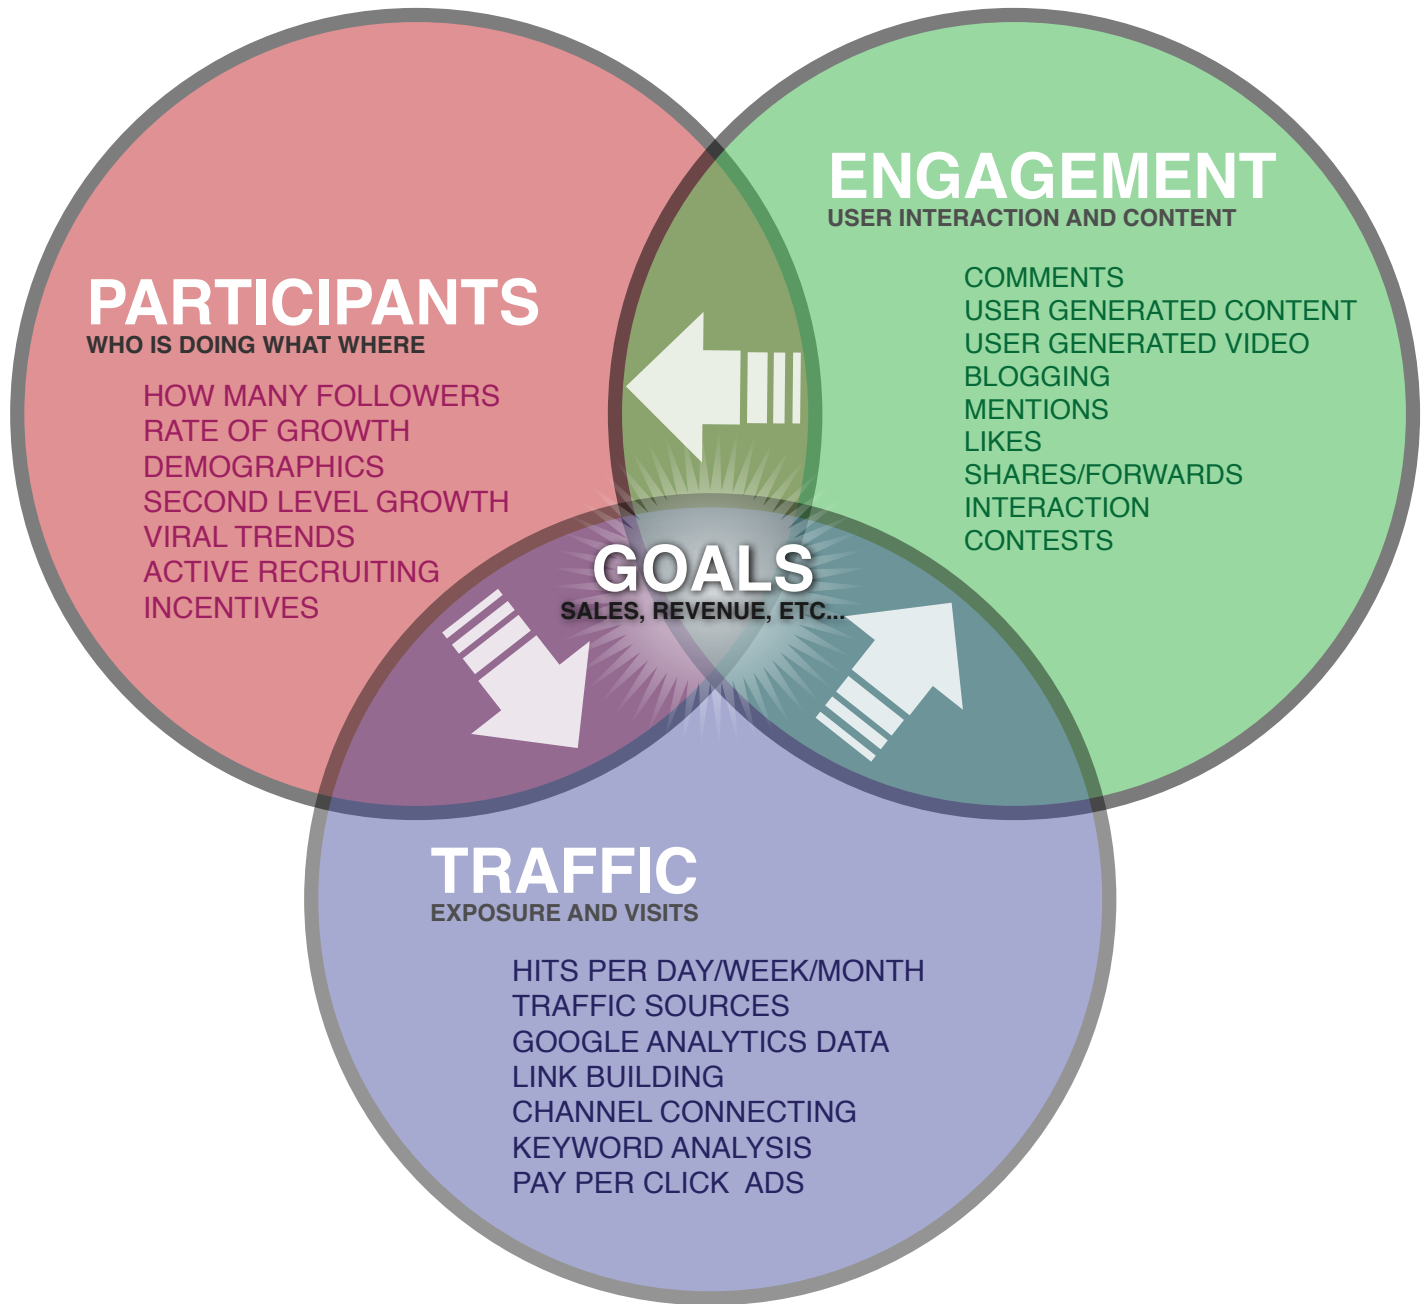 PARTICIPANTS
WHO IS DOING WHAT WHERE
HOW MANY FOLLOWERS
RATE OF GROWTH
DEMOGRAPHICS
SECOND LEVEL GROWTH
VIRAL TRENDS
ACTIVE RECRUITING
INCENTIVES
ENGAGEMENT
USER INTERACTION AND CONTENT
COMMENTS
USER GENERATED CONTENT
USER GENERATED VIDEO
BLOGGING
MENTIONS
LIKES
SHARES/FORWARDS
INTERACTION
CONTESTS
GOALS
SALES, REVENUE, ETC...
TRAFFIC
EXPOSURE AND VISITS
HITS PER DAY/WEEK/MONTH
TRAFFIC SOURCES
GOOGLE ANALYTICS DATA
LINK BUILDING
CHANNEL CONNECTING
KEYWORD ANALYSIS
PAY PER CLICK  ADS